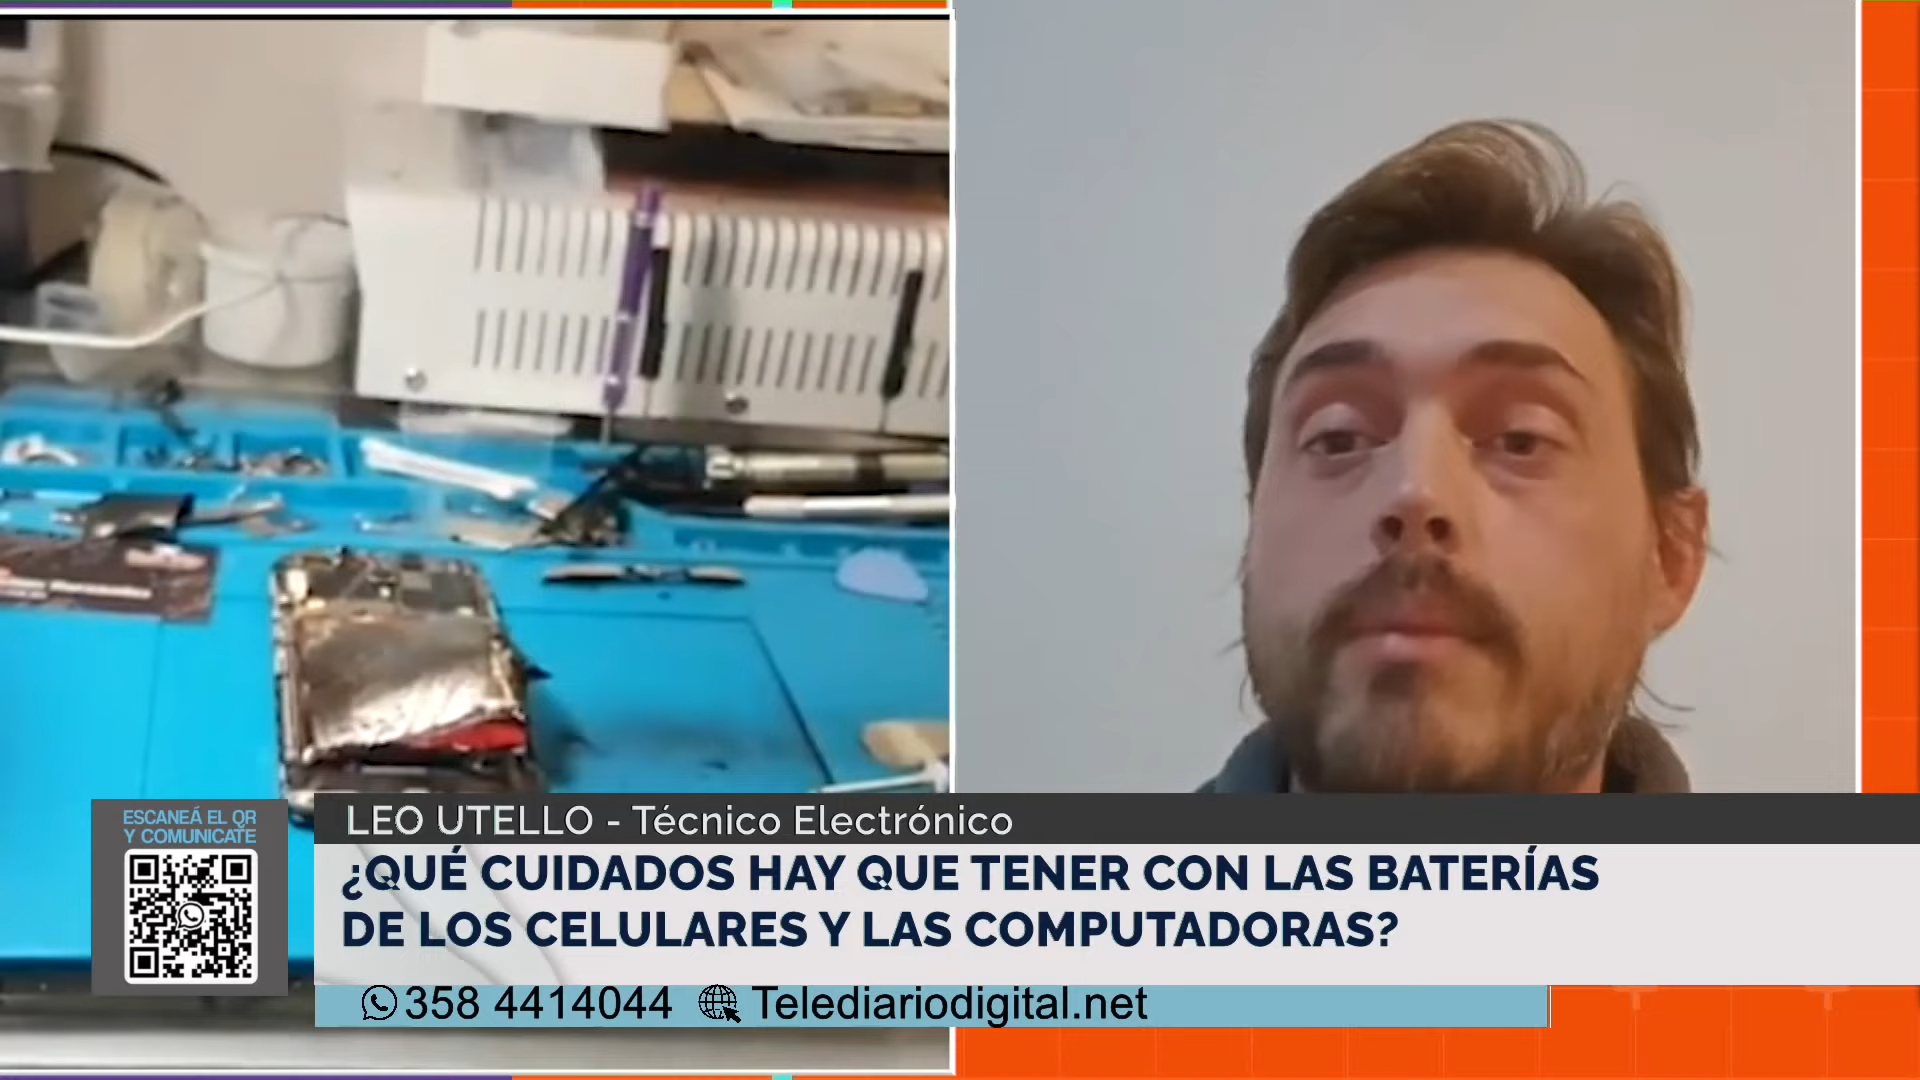 ESCANEÁ EL QR
Y COMUNICATE
LEO UTELLO - Técnico Electrónico
¿QUÉ CUIDADOS HAY QUE TENER CON LAS BATERÍAS
DE LOS CELULARES Y LAS COMPUTADORAS?
358 4414044 Telediariodigital.net